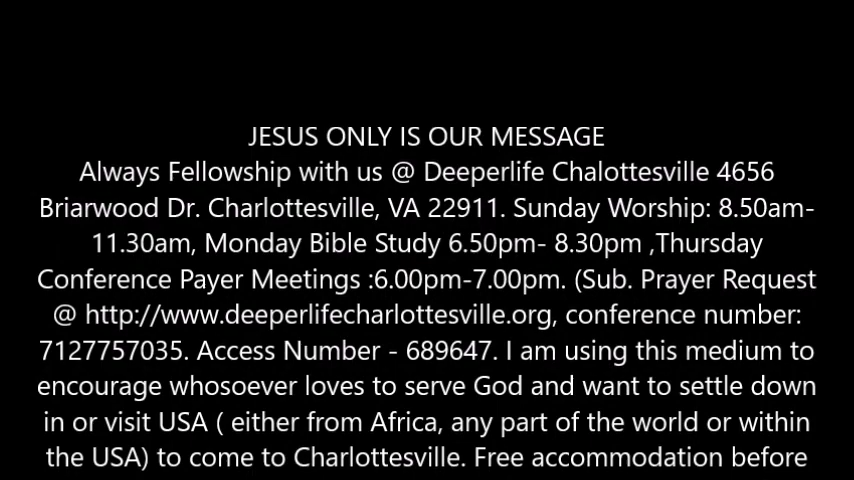 JESUS ONLY IS OUR MESSAGE
Always Fellowship with us @ Deeperlife Chalottesville 4656
Briarwood Dr. Charlottesville, VA 22911. Sunday Worship: 8.50am-
11.30am, Monday Bible Study 6.50pm- 8.30pm ,Thursday
Conference Payer Meetings :6.00pm-7.00pm. (Sub. Prayer Request
@ http://www.deeperlifecharlottesville.org, conference number:
7127757035. Access Number - 689647. I am using this medium to
encourage whosoever loves to serve God and want to settle down
in or visit USA ( either from Africa, any part of the world or within
the USA) to come to Charlottesville. Free accommodation before